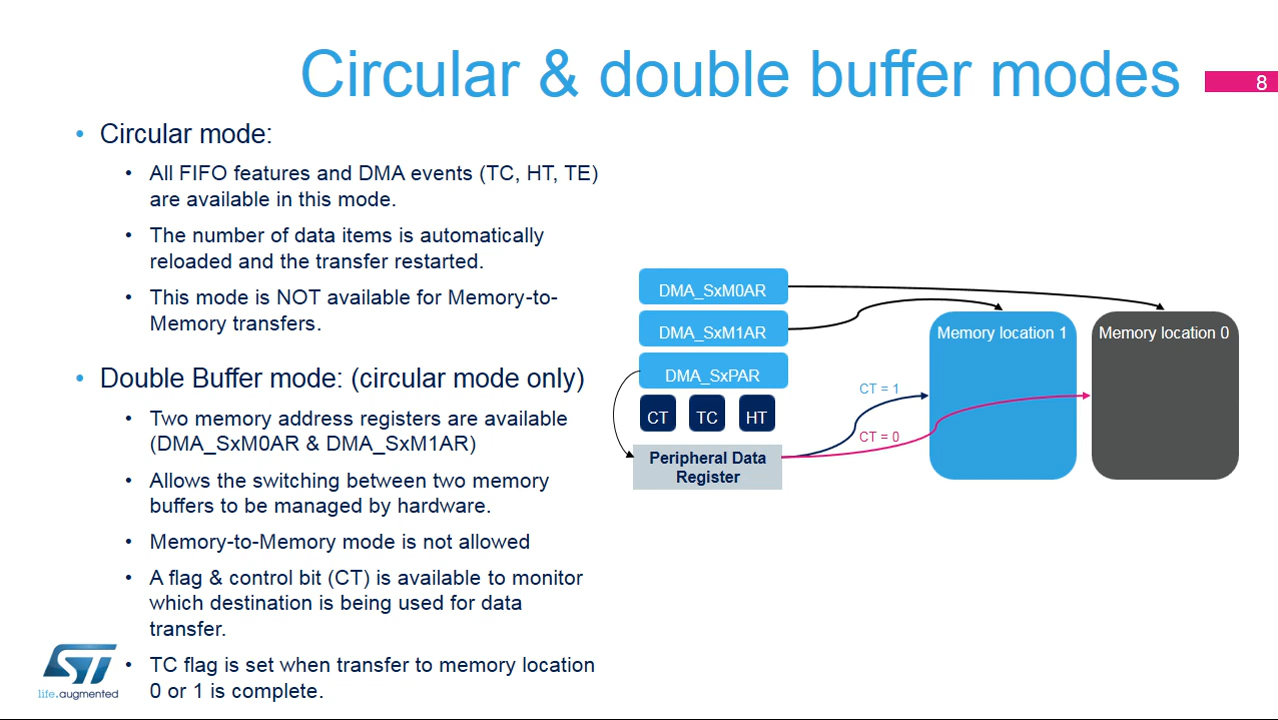 Circular & double buffer modes
8
• Circular mode:
• All FIFO features and DMA events (TC, HT, TE)
are available in this mode.
• The number of data items is automatically
reloaded and the transfer restarted.
• This mode is NOT available for Memory-to-
Memory transfers.
• Double Buffer mode: (circular mode only)
• Two memory address registers are available
(DMA_SxM0AR & DMA_SxM1AR)
• Allows the switching between two memory
buffers to be managed by hardware.
• Memory-to-Memory mode is not allowed
• A flag & control bit (CT) is available to monitor
which destination is being used for data
transfer.
• TC flag is set when transfer to memory location
0 or 1 is complete.
DMA_SxM0AR
DMA_SxM1AR
DMA_SxPAR
CT TC HT
Peripheral Data
Register
CT = 1
CT = 0
Memory location 1
Memory location 0
ST
life.augmented